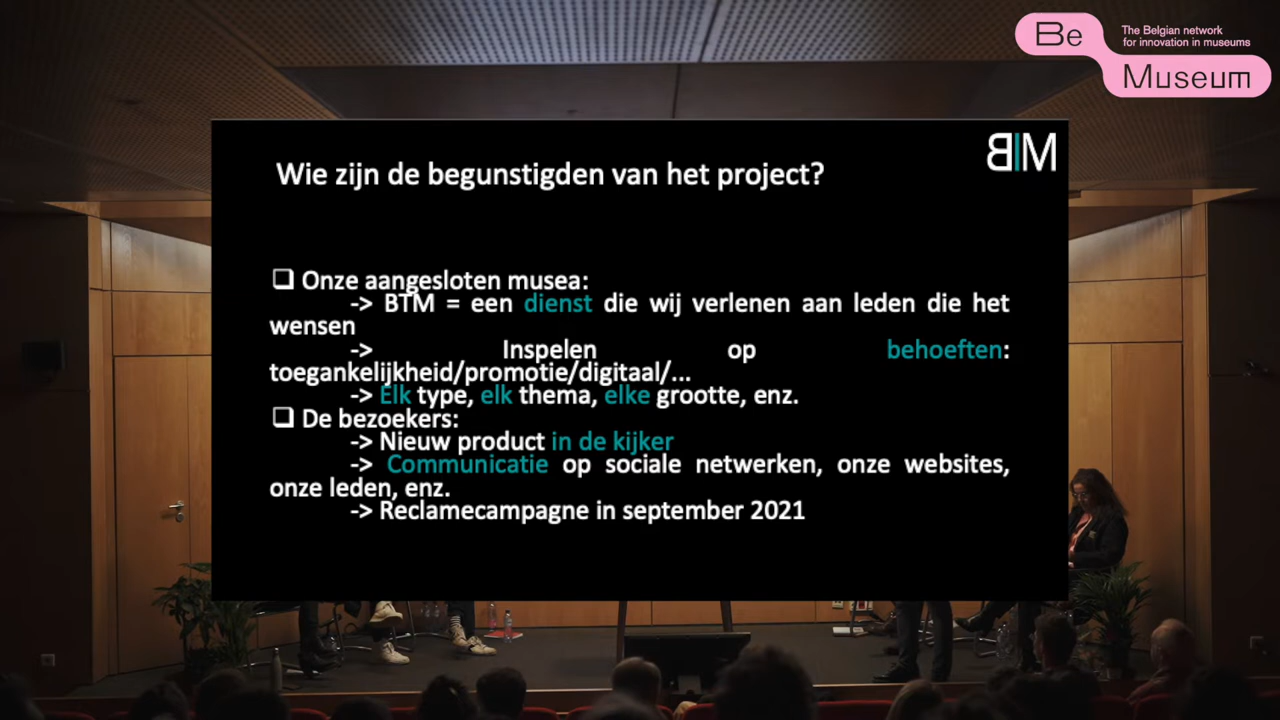 Be
Museum
The Belgian network
for innovation in museums
BTM
Wie zijn de begunstigden van het project?
❑ Onze aangesloten musea:
-> BTM = een dienst die wij verlenen aan leden die het
wensen
-> Inspelen op behoeften:
toegankelijkheid/promotie/digitaal/...
-> Elk type, elk thema, elke grootte, enz.
❑ De bezoekers:
-> Nieuw product in de kijker
-> Communicatie op sociale netwerken, onze websites,
onze leden, enz.
-> Reclamecampagne in september 2021